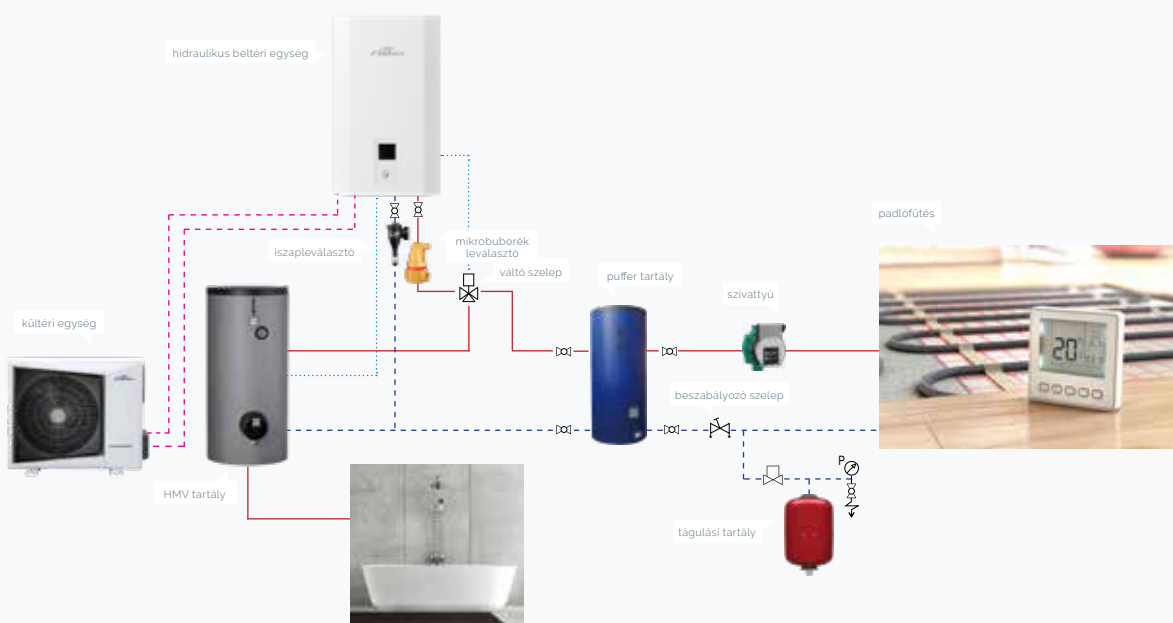 hidraulikus beltéri egység
padlófűtés
iszapleválasztó
mikrobuborék
leválasztó
váltó szelep
puffer tartály
szivattyú
kültéri egység
beszabályozó szelep
P
HMV tartály
tágulási tartály
20